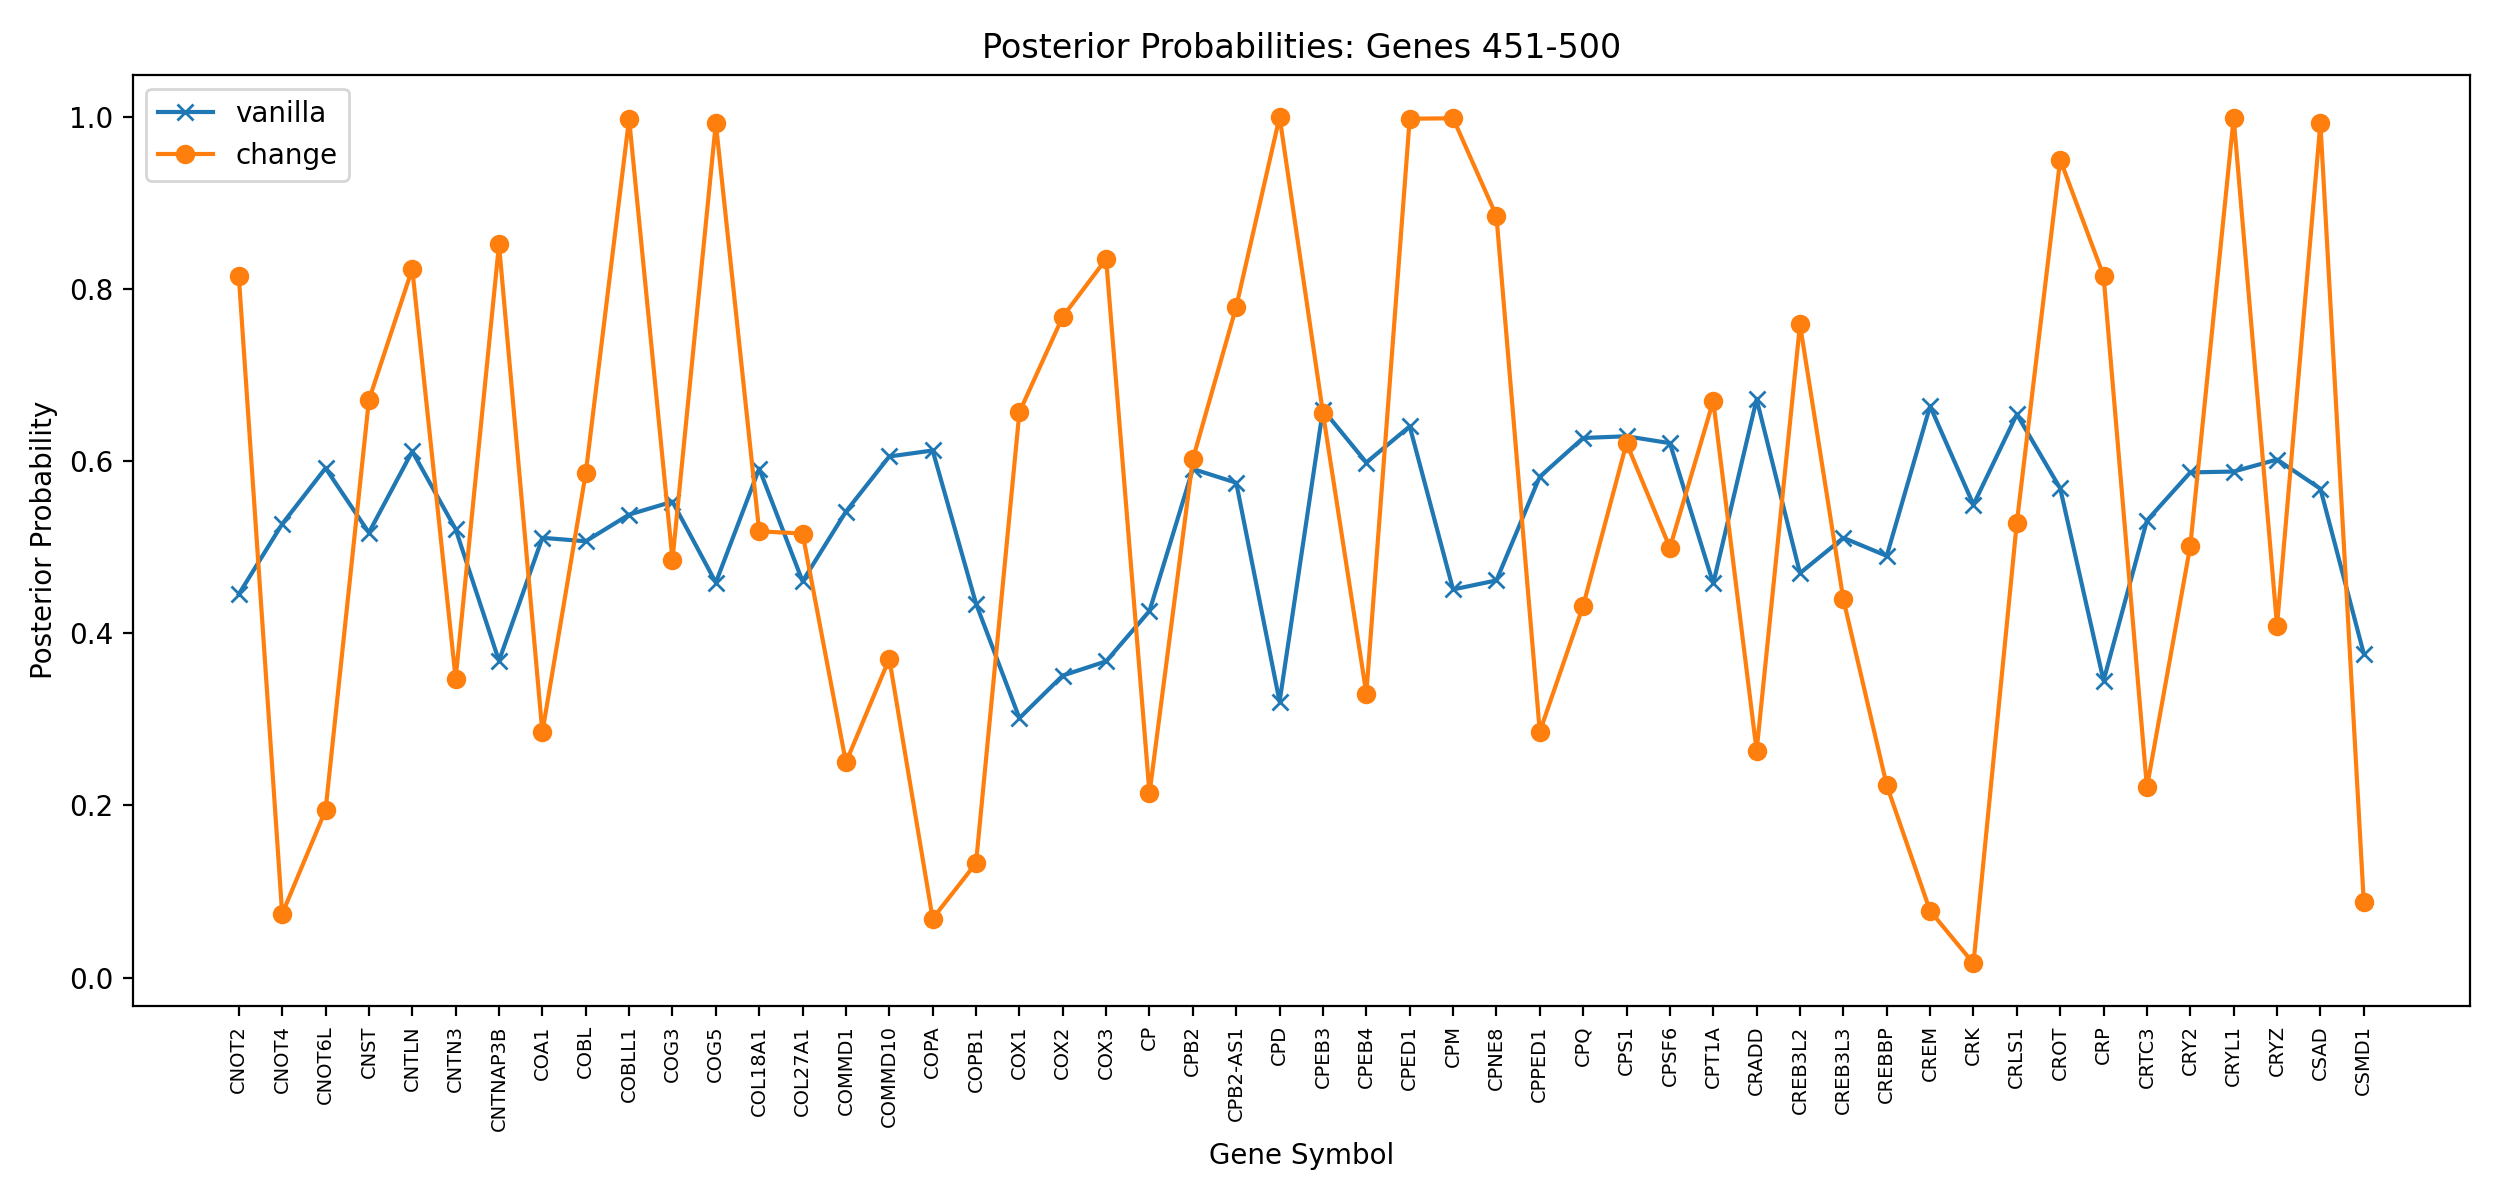 Posterior Probabilities: Genes 451-500
vanilla
change
Posterior Probability
1.0
0.8
0.6
0.4
0.2
0.0
CNOT2
CNOT4
CNOT6L
CNST
CNTLN
CNTN3
CNTNAP3B
COA1
COBL
COBLL1
COG3
COG5
COL18A1
COL27A1
COMMD1
COMMD10
COPA
COPB1
COX1
COX2
COX3
CP
CPB2
CPB2-AS1
CPD
CPEB3
CPEB4
CPED1
CPM
CPNE8
CPPED1
CPQ
CPS1
CPSF6
CPT1A
CRADD
CREB3L2
CREB3L3
CREBBP
CREM
CRK
CRLS1
CROT
CRP
CRTC3
CRY2
CRYL1
CRYZ
CSAD
CSMD1
Gene Symbol